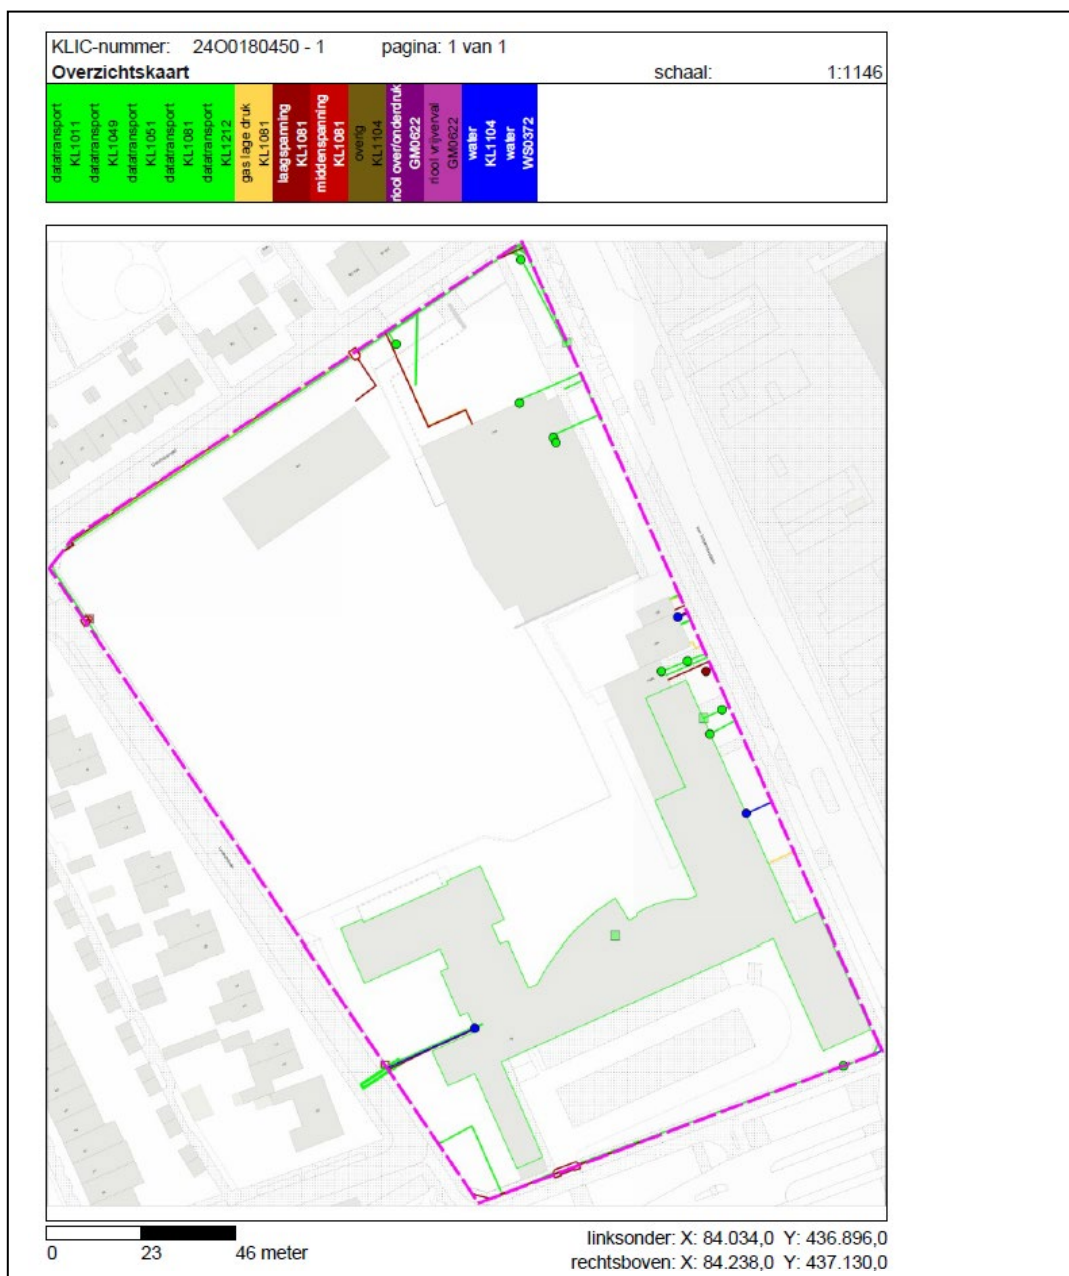 KLIC-nummer: 24O0180450 - 1 pagina: 1 van 1
Overzichtskaart schaal: 1:1146
datatransport
KL1011
datatransport
KL1049
datatransport
KL1051
datatransport
KL1081
datatransport
KL1212
gas lage druk
KL1081
laagspanning
KL1081
middenspanning
KL1081
overig
KL1104
riool over/onderdruk
GM0622
riool vrijverval
GM0622
water
KL1104
water
WS0372
0 23 46 meter
linksonder: X: 84.034,0 Y: 436.896,0
rechtsboven: X: 84.238,0 Y: 437.130,0